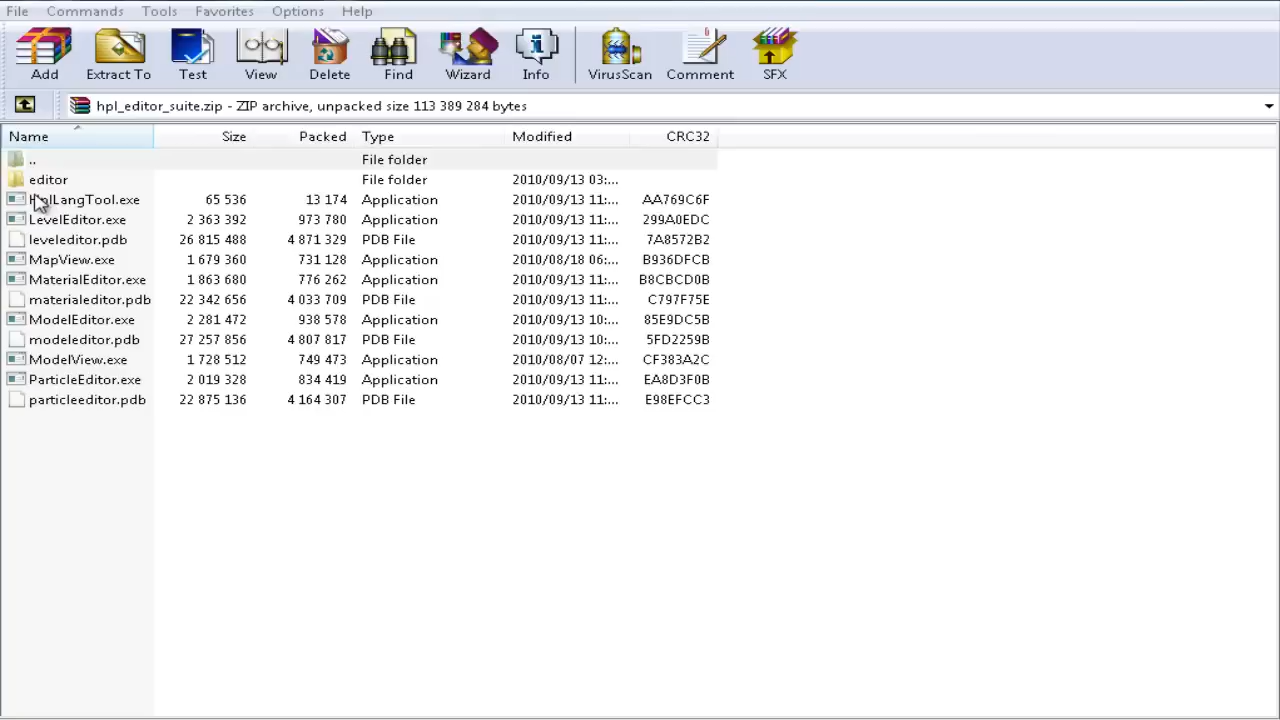 File Commands Tools Favorites Options Help
Add Extract To Test View Delete Find Wizard Info VirusScan Comment SFX
hpl_editor_suite.zip - ZIP archive, unpacked size 113 389 284 bytes
Name Size Packed Type Modified CRC32
.. File folder
editor File folder 2010/09/13 03:...
HplLangTool.exe 65 536 13 174 Application 2010/09/13 11:... AA769C6F
LevelEditor.exe 2 363 392 973 780 Application 2010/09/13 11:... 299A0EDC
leveleditor.pdb 26 815 488 4 871 329 PDB File 2010/09/13 11:... 7A8572B2
MapView.exe 1 679 360 731 128 Application 2010/08/18 06:... B936DFCB
MaterialEditor.exe 1 863 680 776 262 Application 2010/09/13 11:... B8CBCD0B
materialeditor.pdb 22 342 656 4 033 709 PDB File 2010/09/13 11:... C797F75E
ModelEditor.exe 2 281 472 938 578 Application 2010/09/13 10:... 85E9DC5B
modeleditor.pdb 27 257 856 4 807 817 PDB File 2010/09/13 10:... 5FD2259B
ModelView.exe 1 728 512 749 473 Application 2010/08/07 12:... CF383A2C
ParticleEditor.exe 2 019 328 834 419 Application 2010/09/13 11:... EA8D3F0B
particleeditor.pdb 22 875 136 4 164 307 PDB File 2010/09/13 11:... E98EFCC3